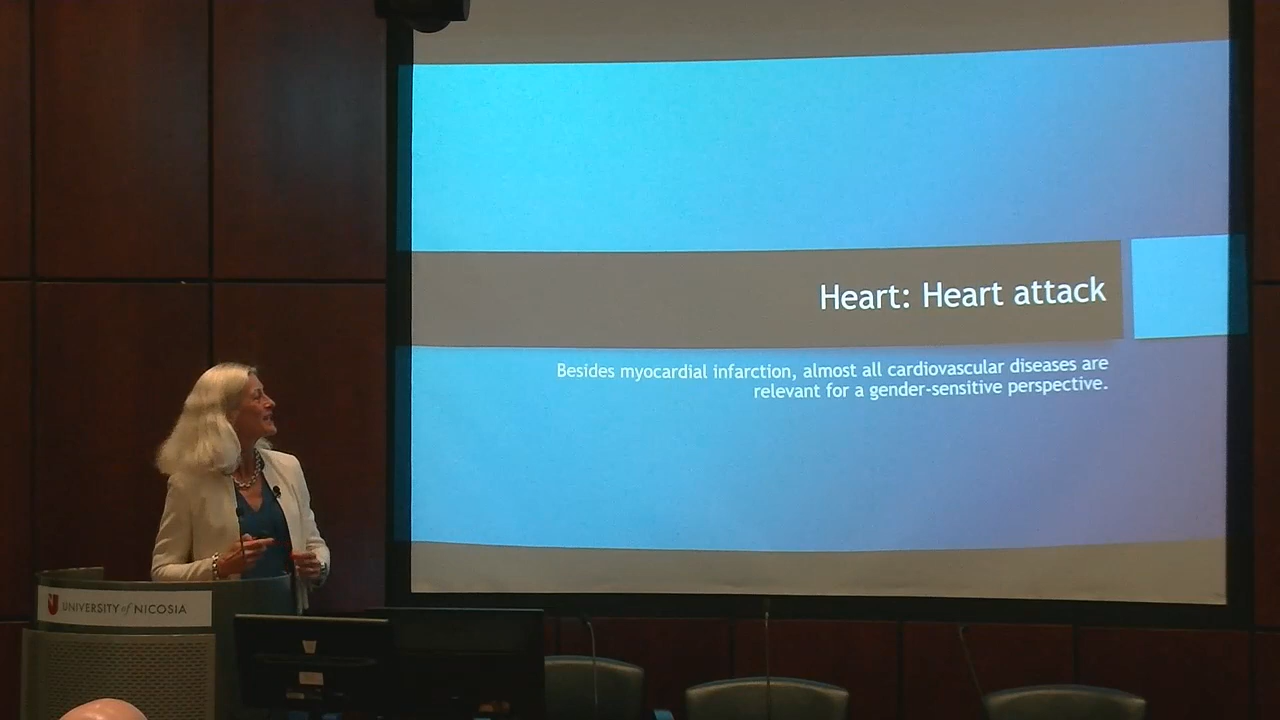 Heart: Heart attack
Besides myocardial infarction, almost all cardiovascular diseases are
relevant for a gender-sensitive perspective.
UNIVERSITY of NICOSIA